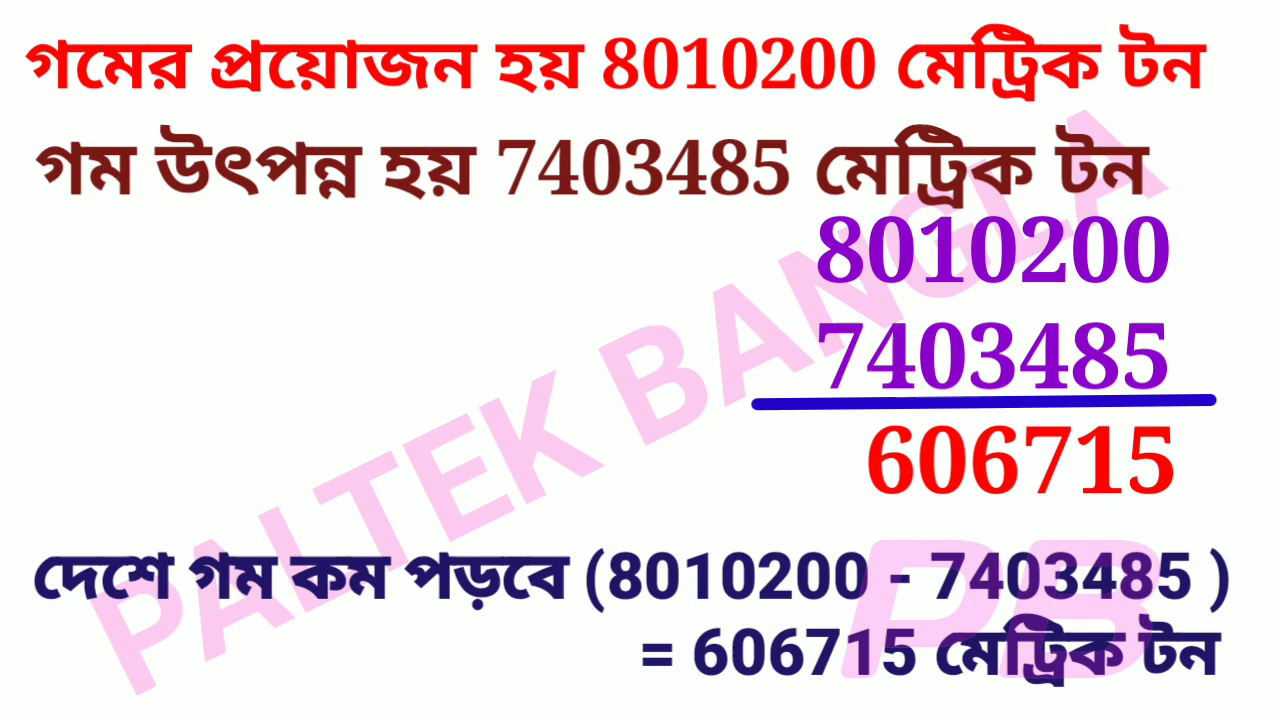 গমের প্রয়োজন হয় 8010200 মেট্রিক টন
গম উৎপন্ন হয় 7403485 মেট্রিক টন
8010200
7403485
606715
দেশে গম কম পড়বে (8010200 - 7403485 )
= 606715 মেট্রিক টন
PALTEK BANGLA
PB